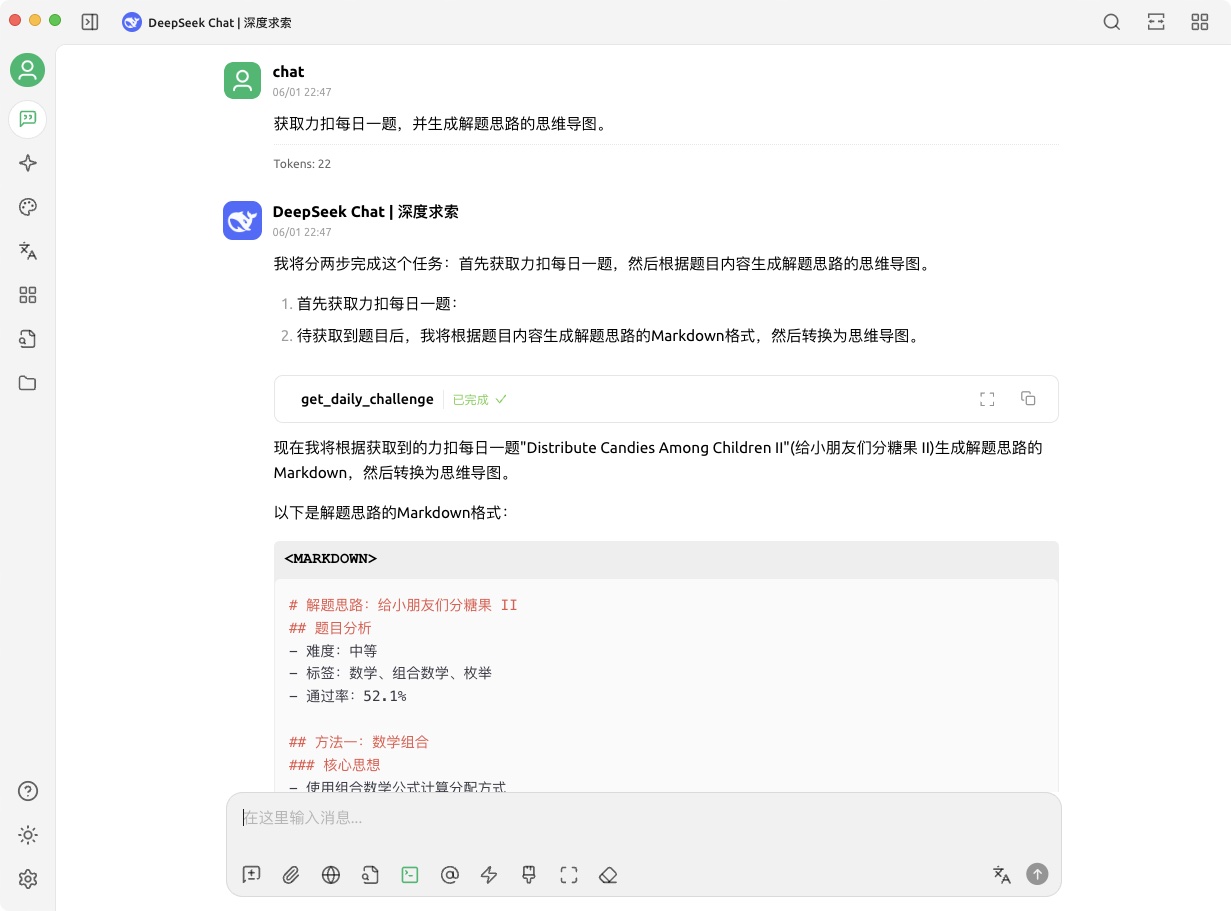 DeepSeek Chat | 深度求索
chat
06/01 22:47
获取力扣每日一题，并生成解题思路的思维导图。
Tokens: 22
DeepSeek Chat | 深度求索
06/01 22:47
我将分两步完成这个任务：首先获取力扣每日一题，然后根据题目内容生成解题思路的思维导图。
1. 首先获取力扣每日一题：
2. 待获取到题目后，我将根据题目内容生成解题思路的Markdown格式，然后转换为思维导图。
get_daily_challenge 已完成
现在我将根据获取到的力扣每日一题"Distribute Candies Among Children II"(给小朋友们分糖果 II)生成解题思路的
Markdown，然后转换为思维导图。
以下是解题思路的Markdown格式：
<MARKDOWN>
# 解题思路：给小朋友们分糖果 II
## 题目分析
- 难度：中等
- 标签：数学、组合数学、枚举
- 通过率：52.1%
## 方法一：数学组合
### 核心思想
- 使用组合数学公式计算分配方式
在这里输入消息...